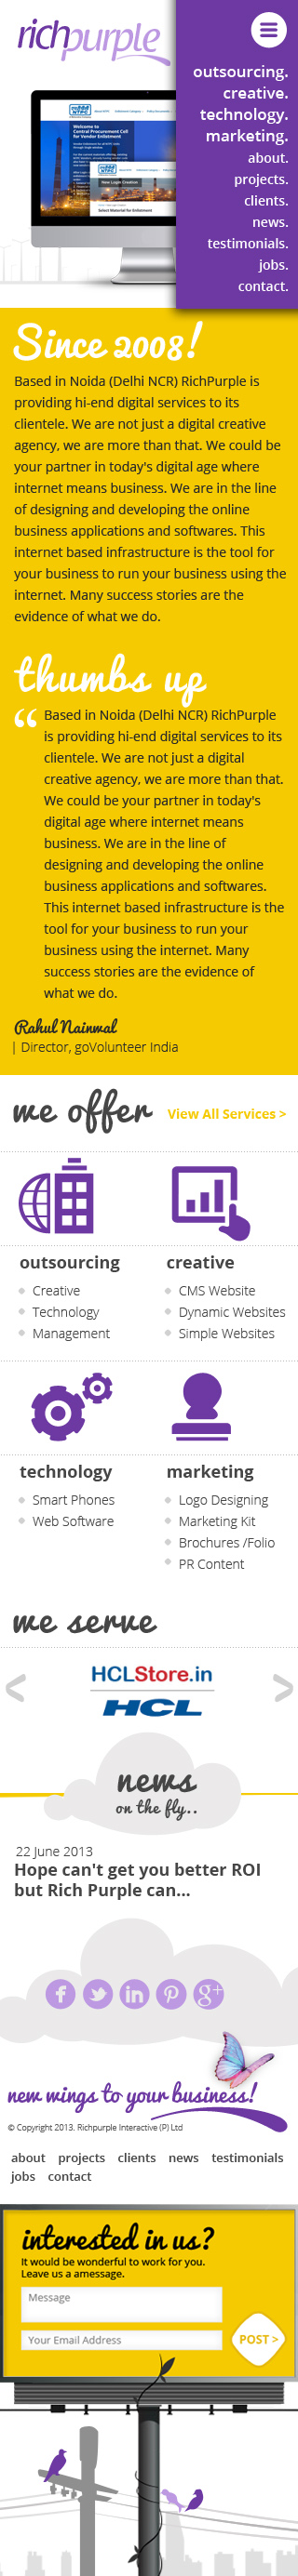 richpurple
outsourcing.
creative.
technology.
marketing.
about.
projects.
clients.
news.
testimonials.
jobs.
contact.
Since 2008!
Based in Noida (Delhi NCR) RichPurple is
providing hi-end digital services to its
clientele. We are not just a digital creative
agency, we are more than that. We could be
your partner in today's digital age where
internet means business. We are in the line
of designing and developing the online
business applications and softwares. This
internet based infrastructure is the tool for
your business to run your business using the
internet. Many success stories are the
evidence of what we do.
thumbs up
“ Based in Noida (Delhi NCR) RichPurple
is providing hi-end digital services to its
clientele. We are not just a digital
creative agency, we are more than that.
We could be your partner in today's
digital age where internet means
business. We are in the line of
designing and developing the online
business applications and softwares.
This internet based infrastructure is the
tool for your business to run your
business using the internet. Many
success stories are the evidence of
what we do.
Rahul Nainwal
| Director, goVolunteer India
we offer View All Services >
outsourcing
Creative
Technology
Management
creative
CMS Website
Dynamic Websites
Simple Websites
technology
Smart Phones
Web Software
marketing
Logo Designing
Marketing Kit
Brochures /Folio
PR Content
we serve
HCLStore.in
HCL
news
on the fly..
22 June 2013
Hope can't get you better ROI
but Rich Purple can...
new wings to your business!
© Copyright 2013. Richpurple Interactive (P) Ltd
about projects clients news testimonials
jobs contact
interested in us?
It would be wonderful to work for you.
Leave us a amessage.
Message
Your Email Address
POST >